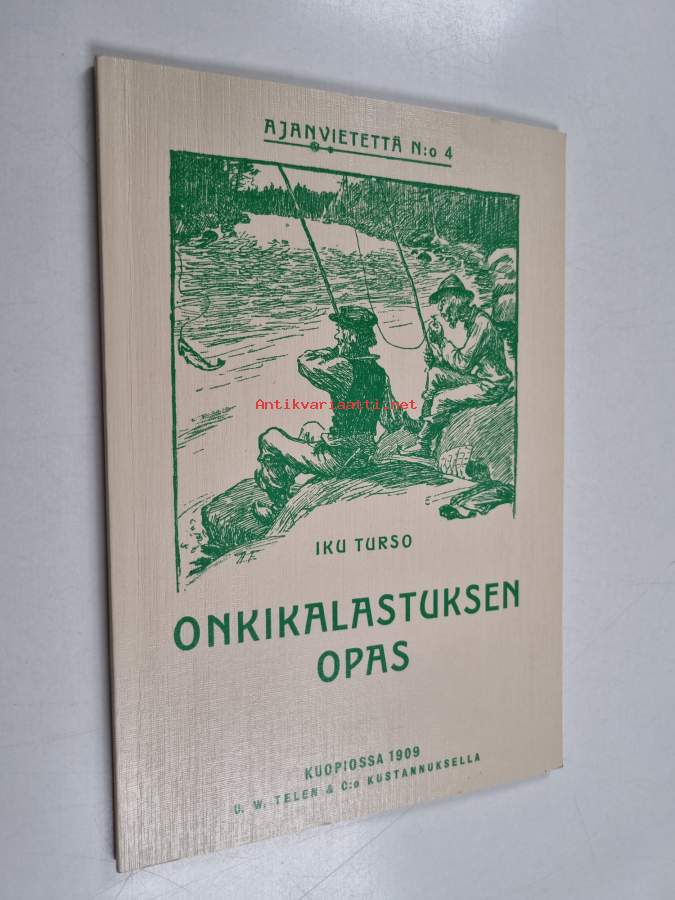 AJANVIETETTÄ N:o 4
Antikvariaatti.net
IKU TURSO
ONKIKALASTUKSEN
OPAS
KUOPIOSSA 1909
U. W. TELEN & C:o KUSTANNUKSELLA